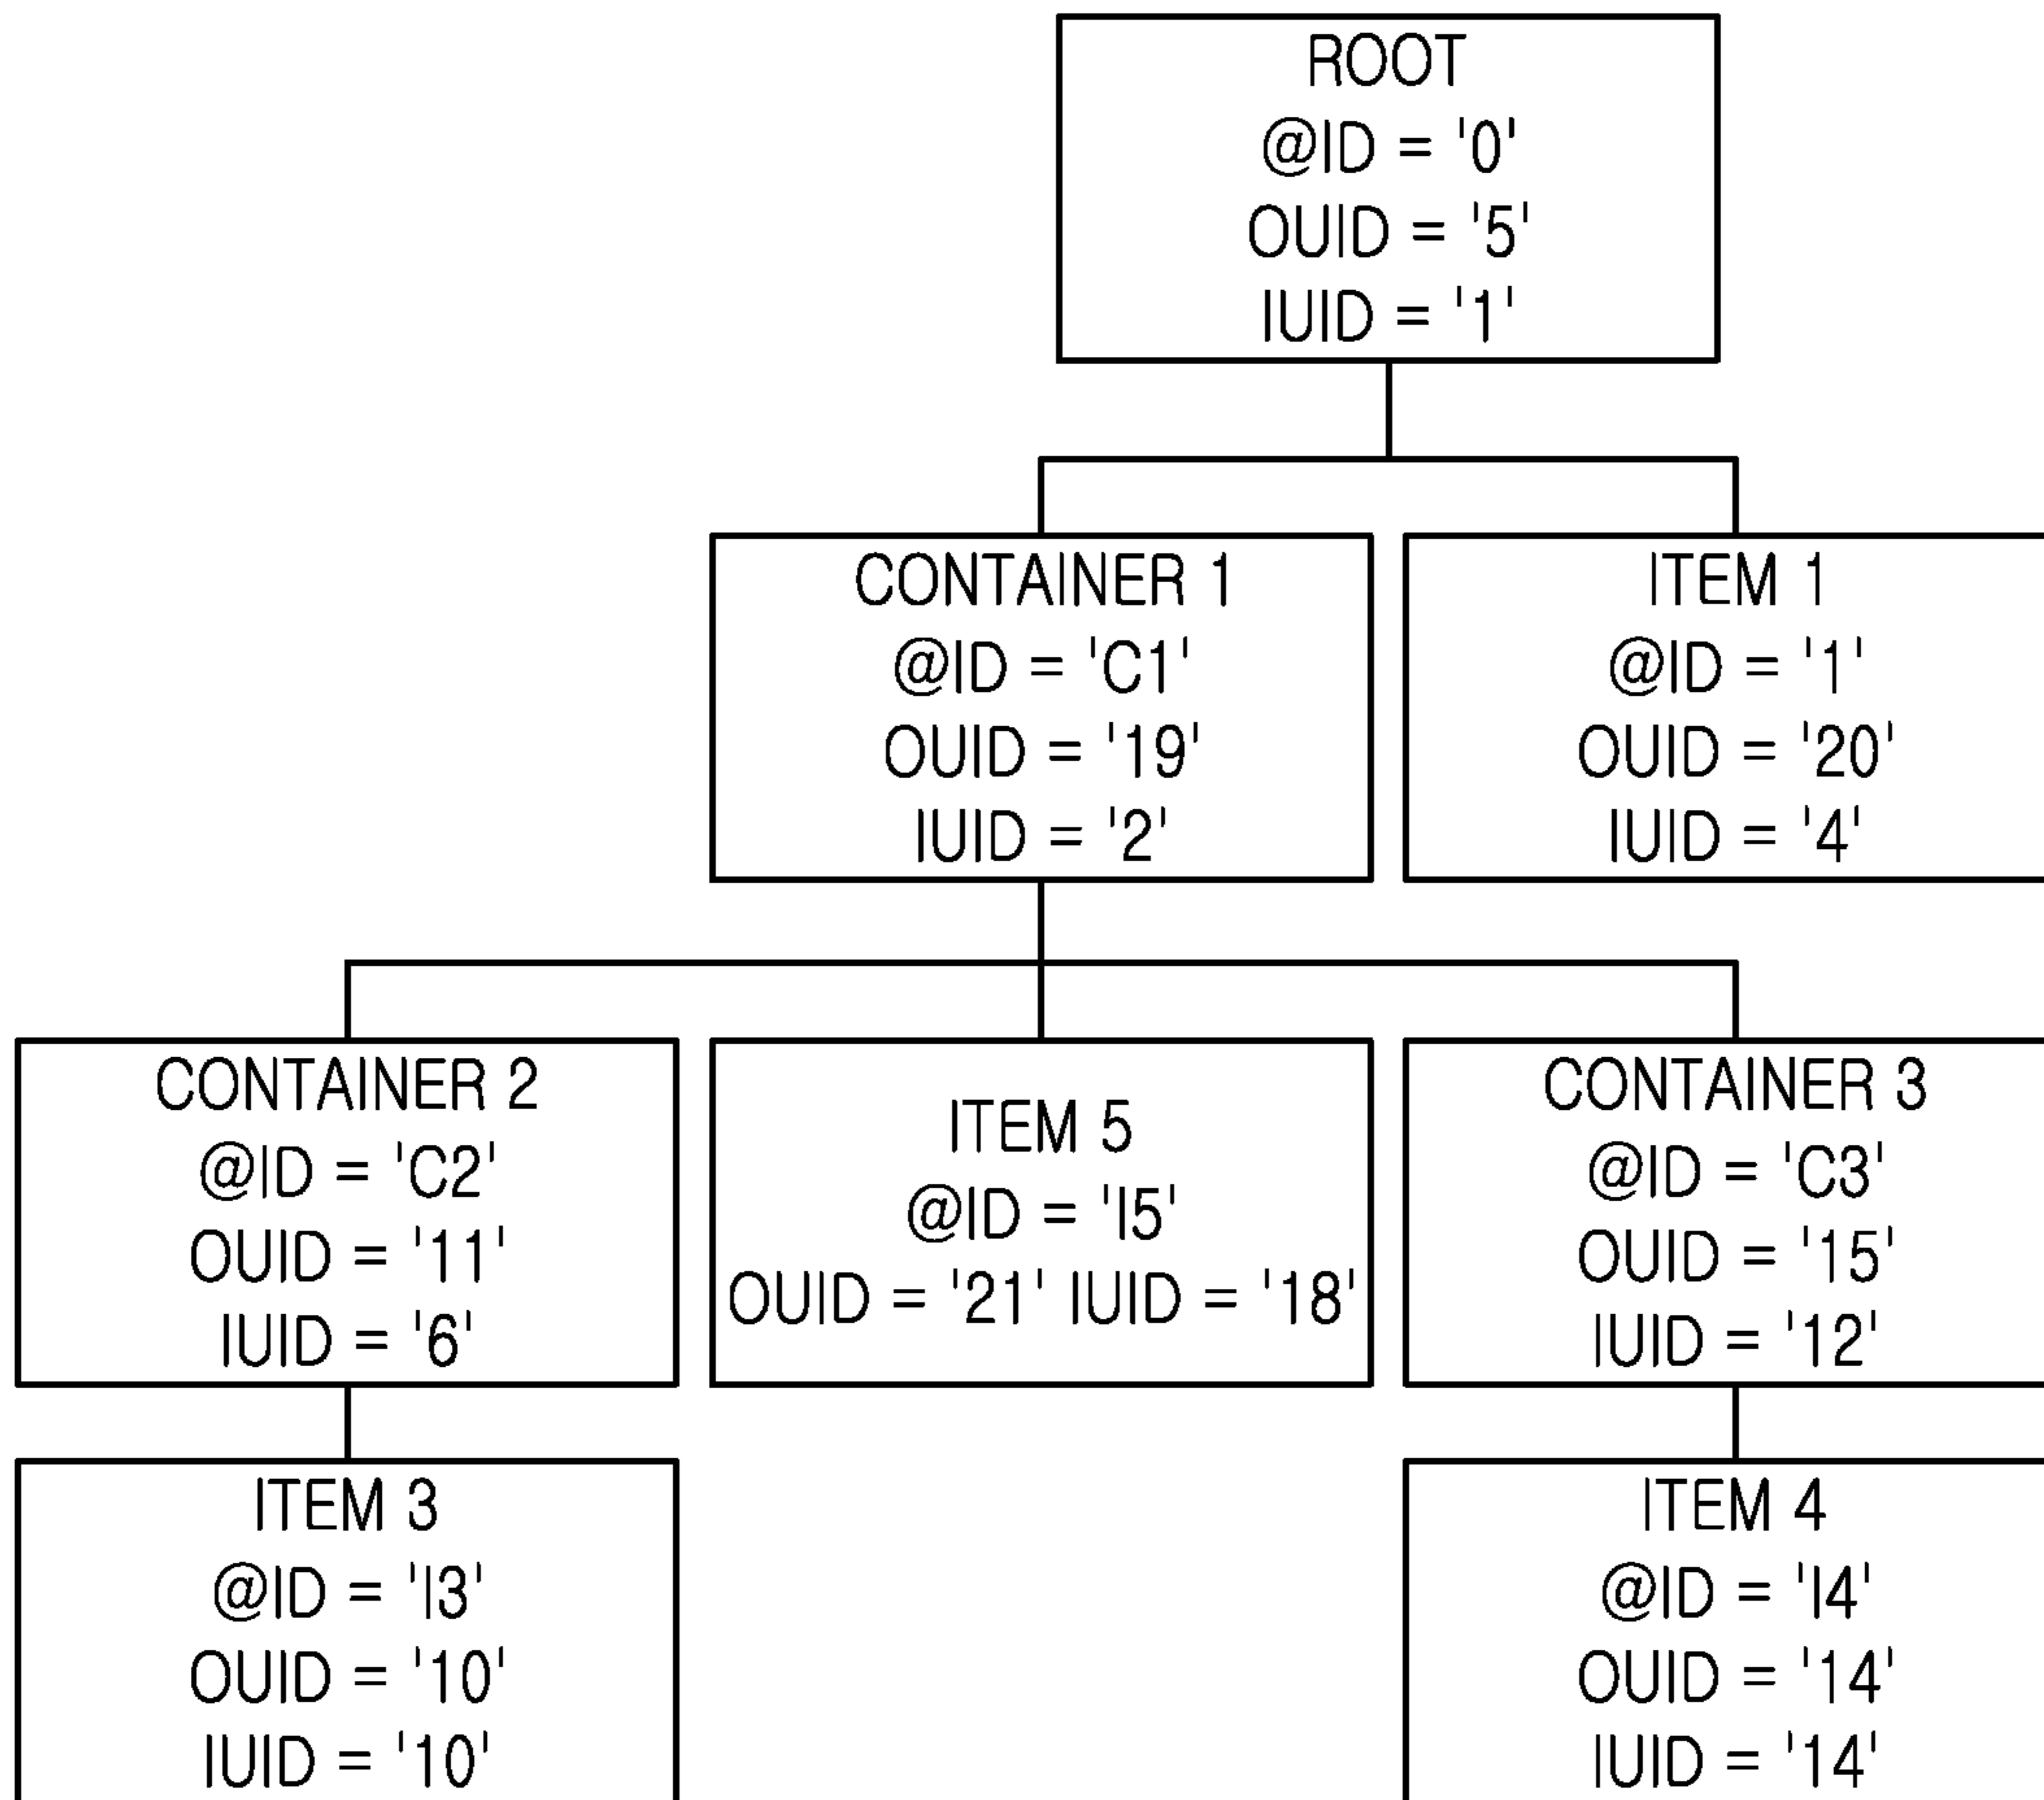 ROOT
@ID = '0'
OUID = '5'
IUID = '1'
CONTAINER 1
@ID = 'C1'
OUID = '19'
IUID = '2'
ITEM 1
@ID = '1'
OUID = '20'
IUID = '4'
CONTAINER 2
@ID = 'C2'
OUID = '11'
IUID = '6'
ITEM 5
@ID = 'I5'
OUID = '21' IUID = '18'
CONTAINER 3
@ID = 'C3'
OUID = '15'
IUID = '12'
ITEM 3
@ID = 'I3'
OUID = '10'
IUID = '10'
ITEM 4
@ID = 'I4'
OUID = '14'
IUID = '14'